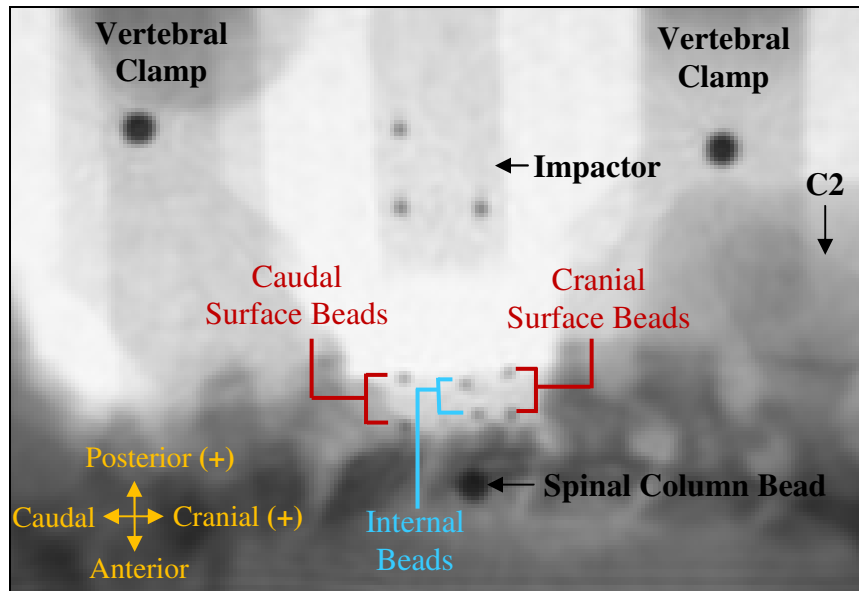 Vertebral
Clamp
Vertebral
Clamp
Impactor
C2
Caudal
Surface Beads
Cranial
Surface Beads
Posterior (+)
Caudal
Cranial (+)
Anterior
Spinal Column Bead
Internal
Beads